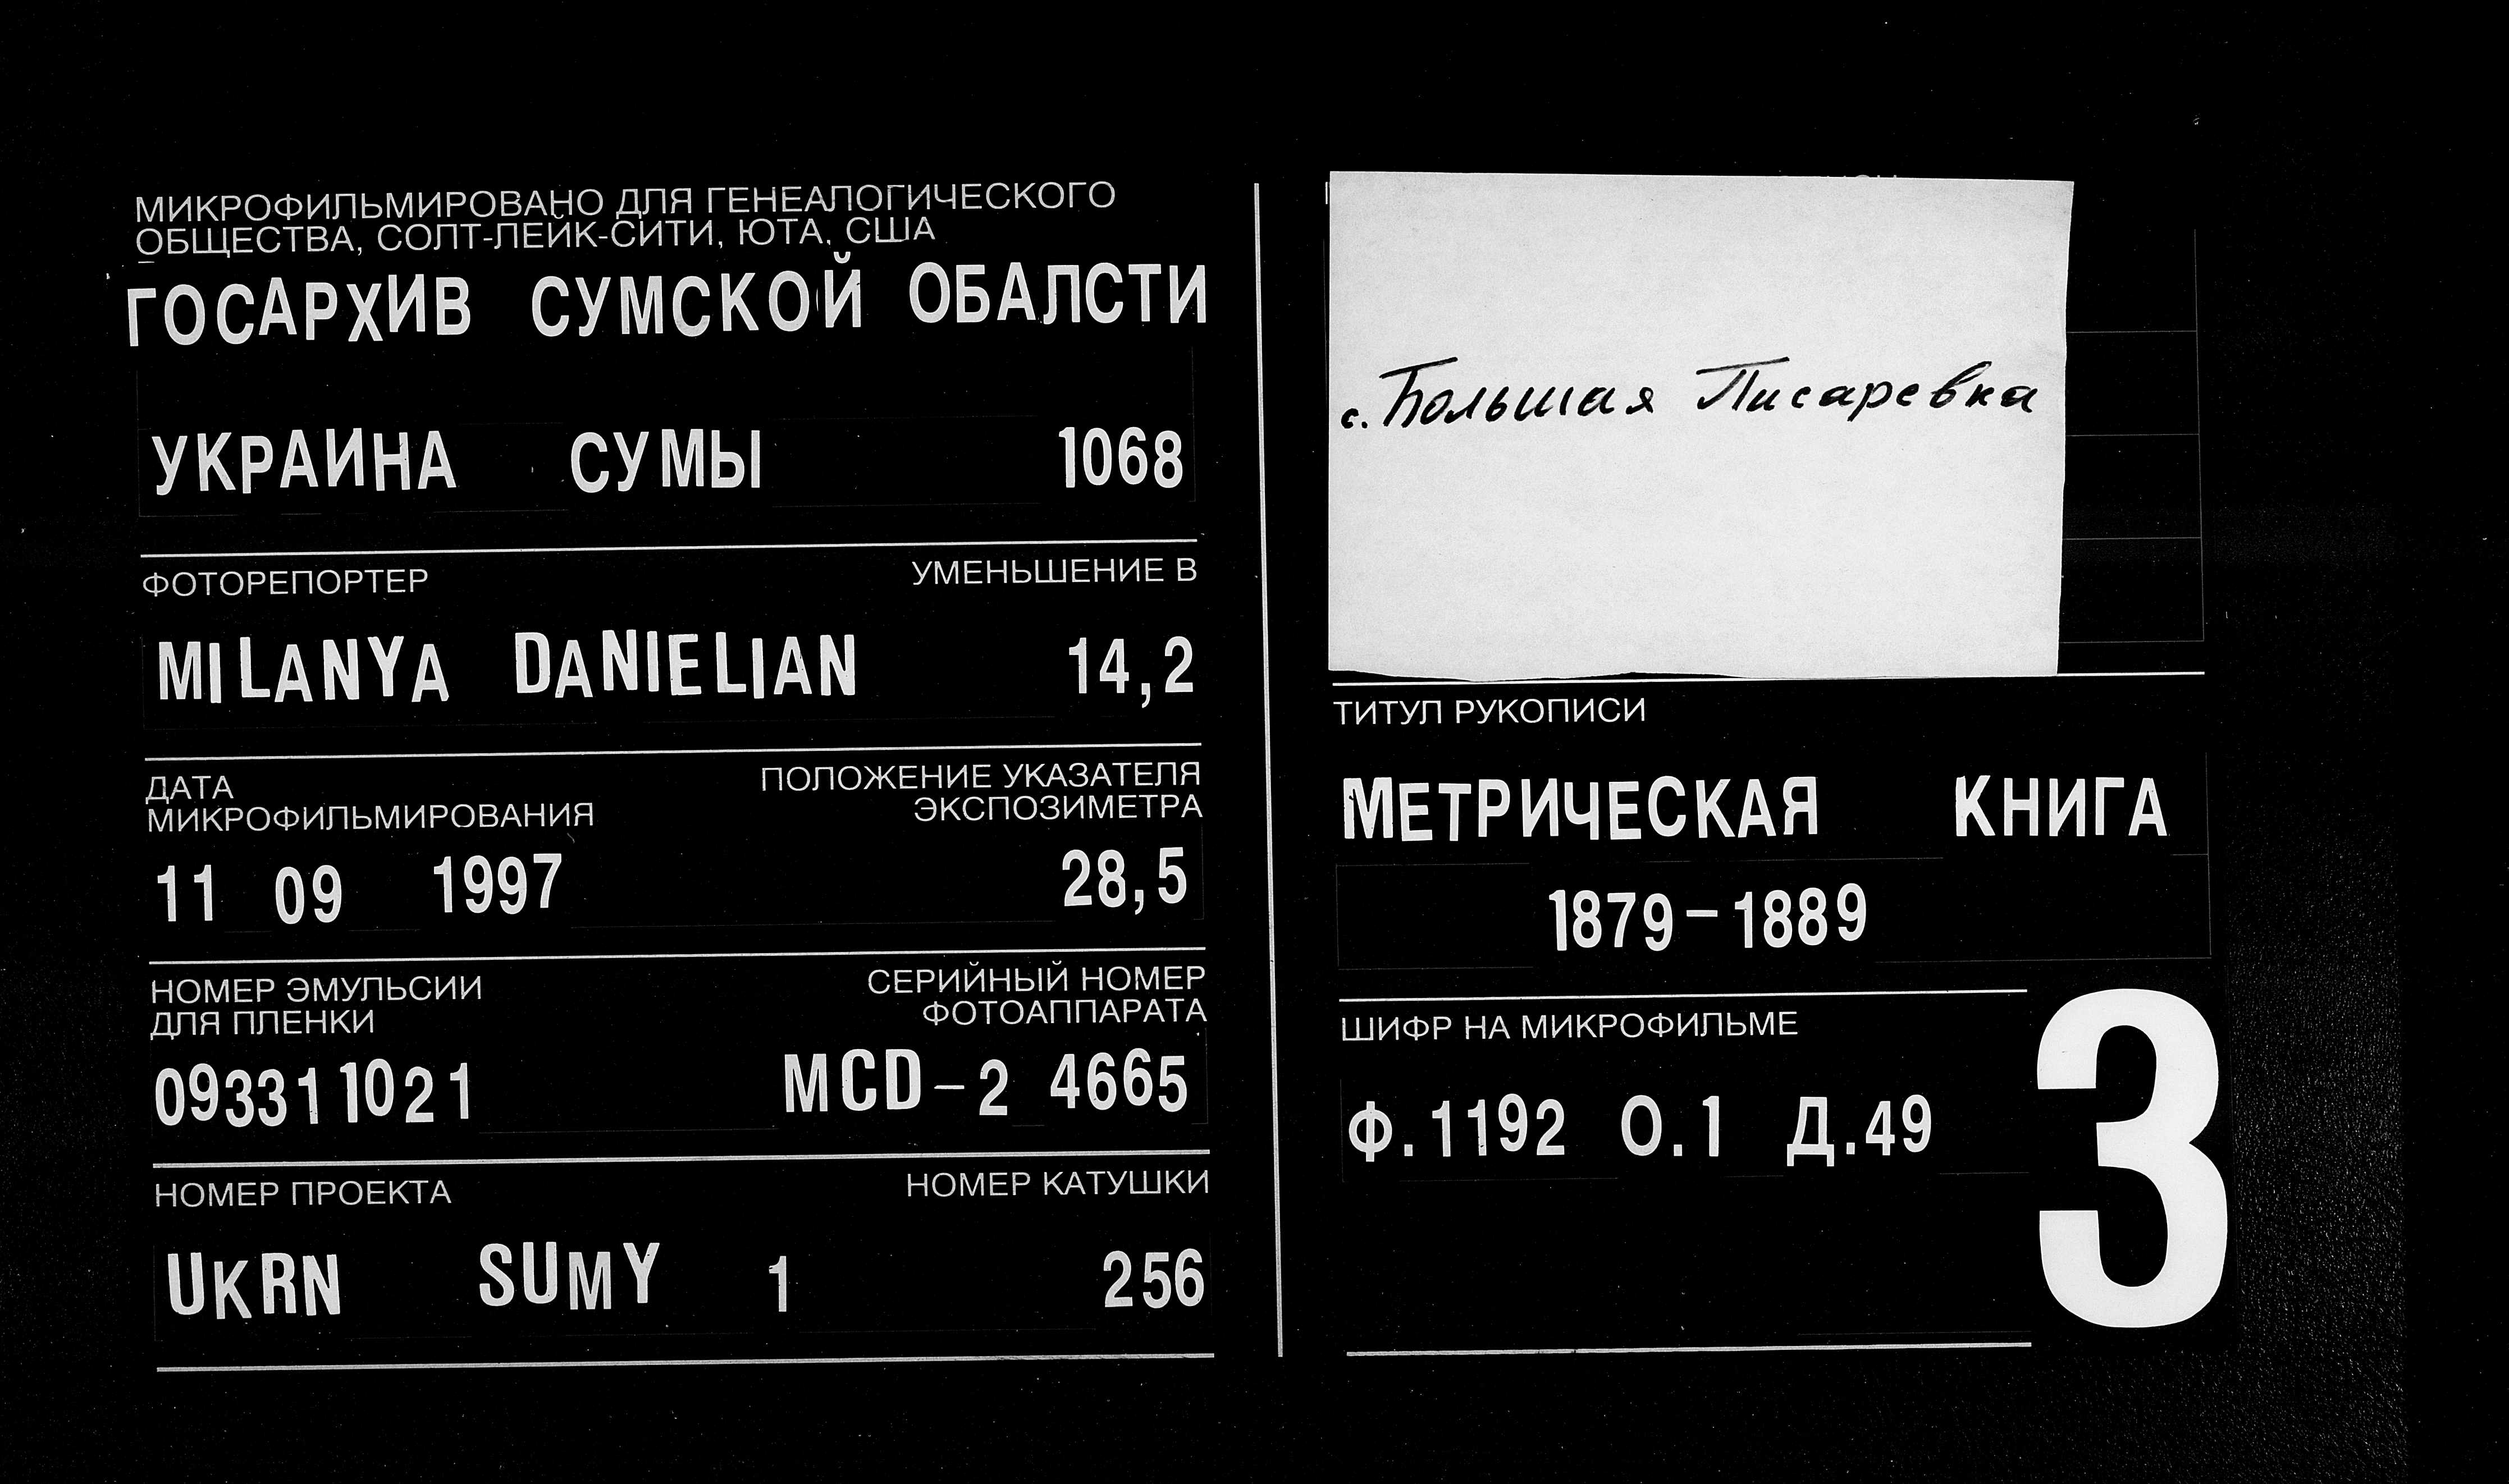 МИКРОФИЛЬМИРОВАНО ДЛЯ ГЕНЕАЛОГИЧЕСКОГО
ОБЩЕСТВА, СОЛТ-ЛЕЙК-СИТИ, ЮТА, США
ГОСАРХИВ СУМСКОЙ ОБАЛСТИ
УКРАИНА СУМЫ 1068
ФОТОРЕПОРТЕР УМЕНЬШЕНИЕ В
MILANYA DANIELIAN 14,2
ДАТА
МИКРОФИЛЬМИРОВАНИЯ
ПОЛОЖЕНИЕ УКАЗАТЕЛЯ
ЭКСПОЗИМЕТРА
11 09 1997 28,5
НОМЕР ЭМУЛЬСИИ
ДЛЯ ПЛЕНКИ
СЕРИЙНЫЙ НОМЕР
ФОТОАППАРАТА
093311021 MCD-2 4665
НОМЕР ПРОЕКТА НОМЕР КАТУШКИ
UKRN SUMY 1 256
с. Большая Писаревка
ТИТУЛ РУКОПИСИ
МЕТРИЧЕСКАЯ КНИГА
1879-1889
ШИФР НА МИКРОФИЛЬМЕ
Ф.1192 О.1 Д.49
3